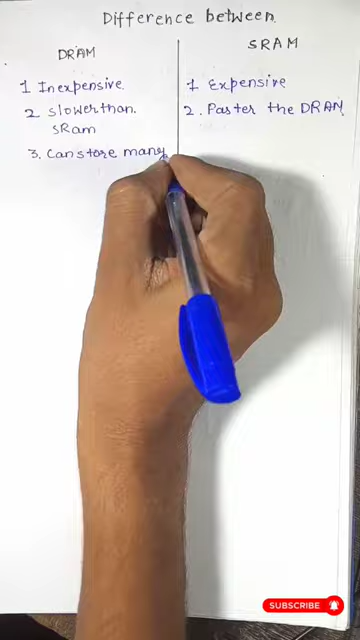 Difference between
DRAM
SRAM
1 Inexpensive
1 Expensive
2 slower than
SRam
2. Faster the DRAM
3. Can store many
SUBSCRIBE